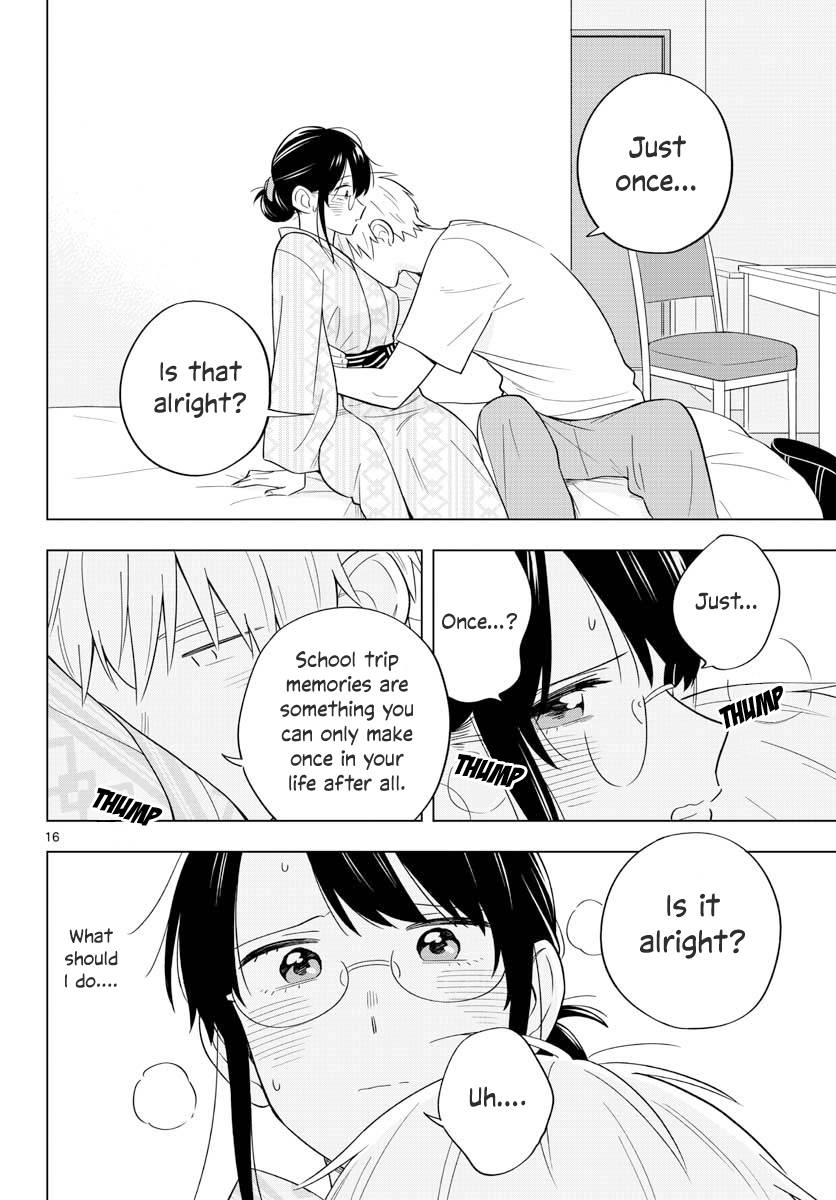 Just
once...
Is that
alright?
Just...
Once...?
THUMP
THUMP
School trip
memories are
something you
can only make
once in your
life after all.
THUMP
16
Is it
alright?
What
should
I do....
Uh....